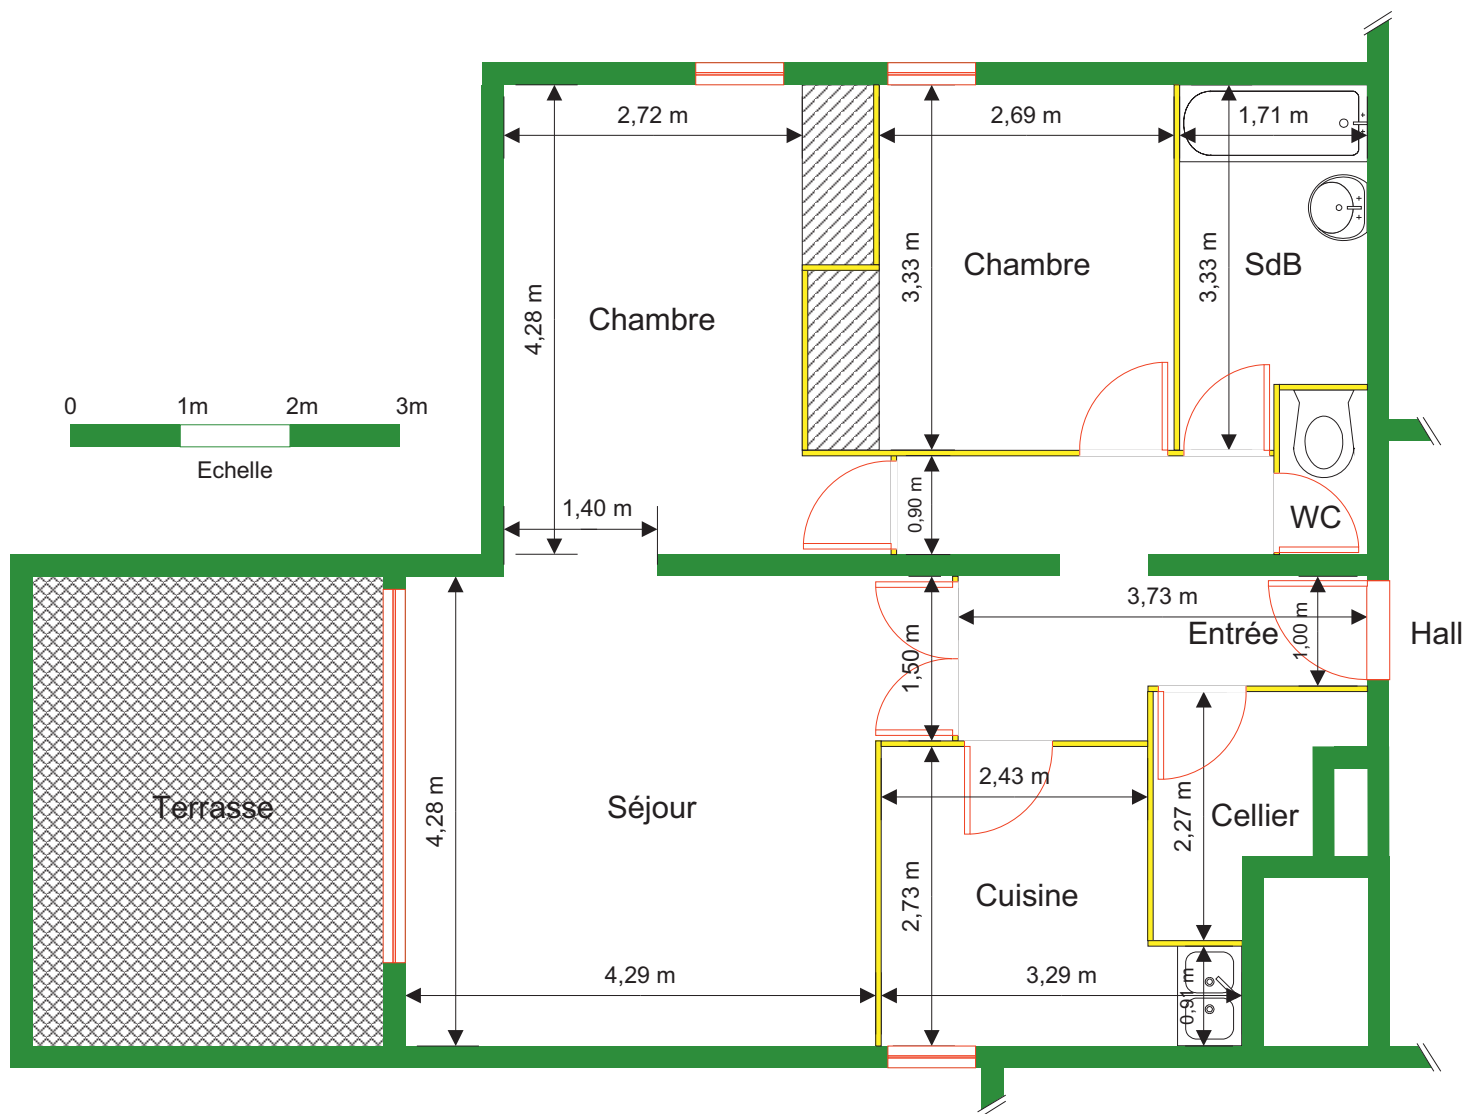 2,72 m
2,69 m
1,71 m
4,28 m
Chambre
3,33 m
Chambre
3,33 m
SdB
0
1m
2m
3m
Echelle
1,40 m
0,90 m
WC
3,73 m
Entrée
1,00 m
Hall
1,50 m
Terrasse
4,28 m
Séjour
2,43 m
2,27 m
Cellier
2,73 m
Cuisine
4,29 m
3,29 m
0,91 m